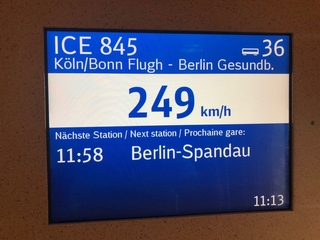 ICE 845 36
Köln/Bonn Flugh - Berlin Gesundb.
249 km/h
Nächste Station / Next station / Prochaine gare:
11:58 Berlin-Spandau
11:13